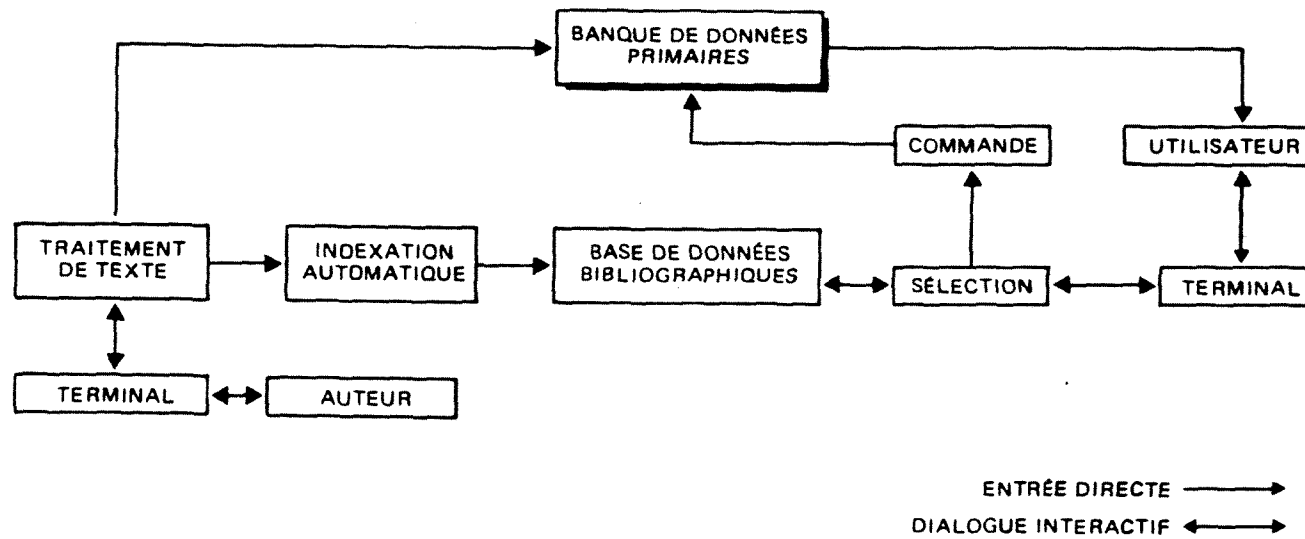 BANQUE DE DONNÉES
PRIMAIRES
COMMANDE
UTILISATEUR
TRAITEMENT
DE TEXTE
INDEXATION
AUTOMATIQUE
BASE DE DONNÉES
BIBLIOGRAPHIQUES
SÉLECTION
TERMINAL
TERMINAL
AUTEUR
ENTRÉE DIRECTE
DIALOGUE INTERACTIF